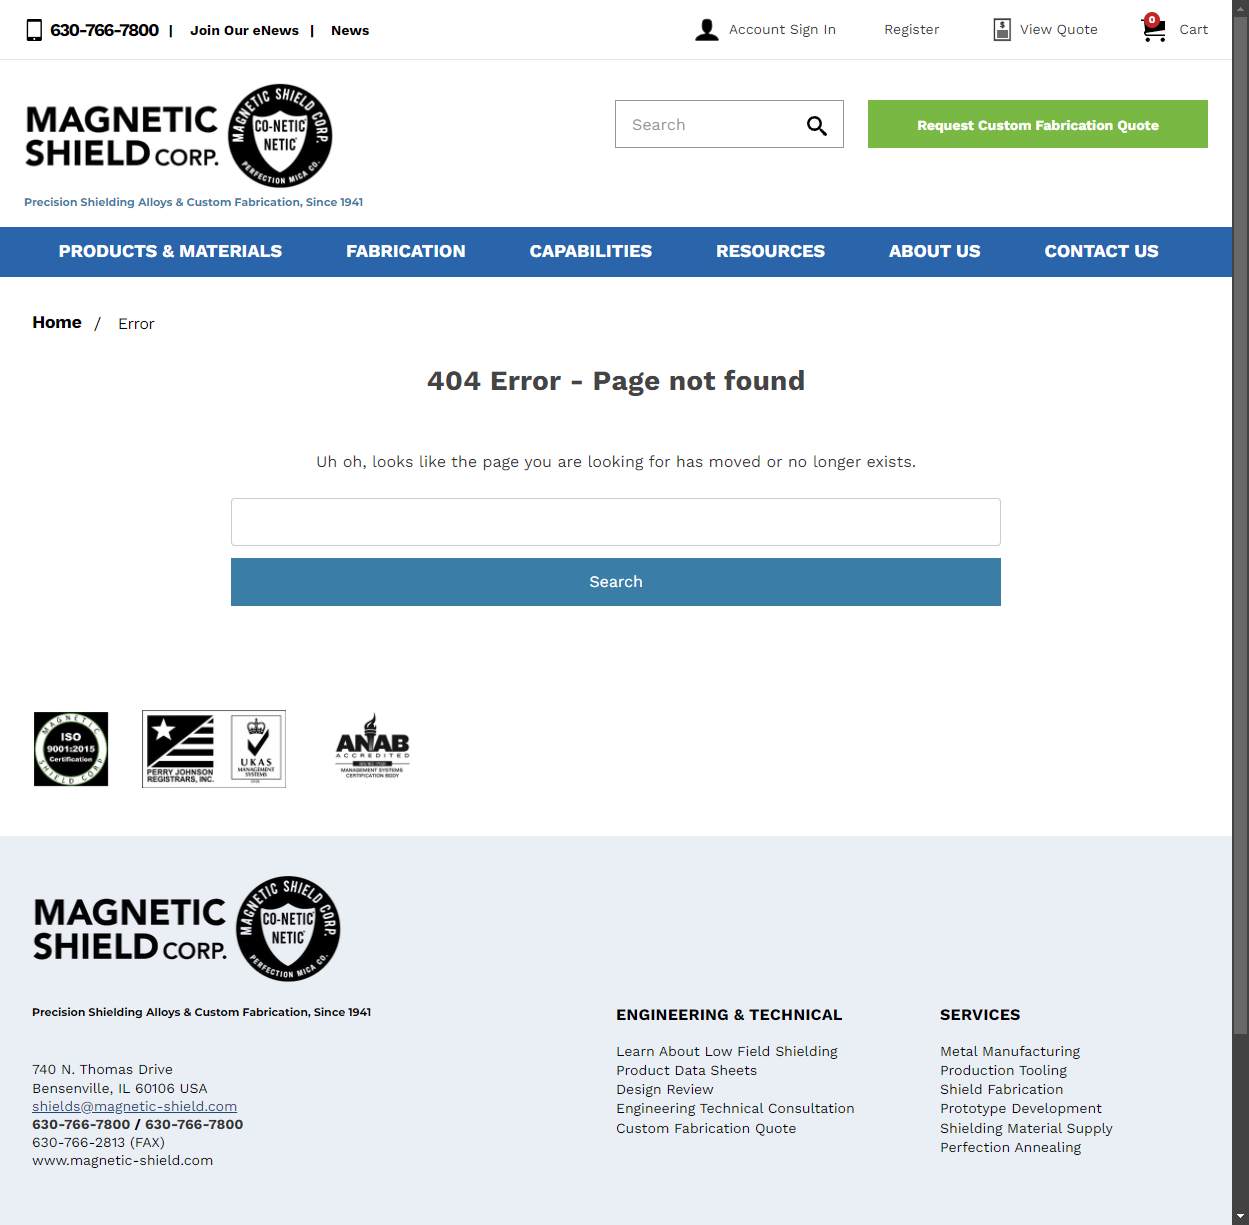 630-766-7800 | Join Our eNews | News
Account Sign In Register View Quote 0 Cart
MAGNETIC SHIELD CORP.
MAGNETIC SHIELD CORP.
CO-NETIC
NETIC
PERFECTION MICA CO.
Precision Shielding Alloys & Custom Fabrication, Since 1941
Search
Request Custom Fabrication Quote
PRODUCTS & MATERIALS FABRICATION CAPABILITIES RESOURCES ABOUT US CONTACT US
Home / Error
404 Error - Page not found
Uh oh, looks like the page you are looking for has moved or no longer exists.
Search
MAGNETIC
ISO
9001:2015
Certification
SHIELD CORP
PERRY JOHNSON
REGISTRARS, INC.
UKAS
MANAGEMENT
SYSTEMS
ANAB
ACCREDITED
MANAGEMENT SYSTEMS
CERTIFICATION BODY
MAGNETIC
SHIELD CORP.
MAGNETIC SHIELD CORP.
CO-NETIC
NETIC
PERFECTION MICA CO.
Precision Shielding Alloys & Custom Fabrication, Since 1941
740 N. Thomas Drive
Bensenville, IL 60106 USA
shields@magnetic-shield.com
630-766-7800 / 630-766-7800
630-766-2813 (FAX)
www.magnetic-shield.com
ENGINEERING & TECHNICAL
Learn About Low Field Shielding
Product Data Sheets
Design Review
Engineering Technical Consultation
Custom Fabrication Quote
SERVICES
Metal Manufacturing
Production Tooling
Shield Fabrication
Prototype Development
Shielding Material Supply
Perfection Annealing